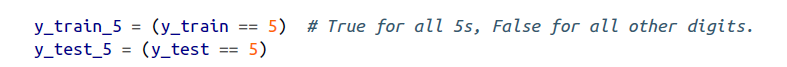 y_train_5 = (y_train == 5)  # True for all 5s, False for all other digits.
y_test_5 = (y_test == 5)